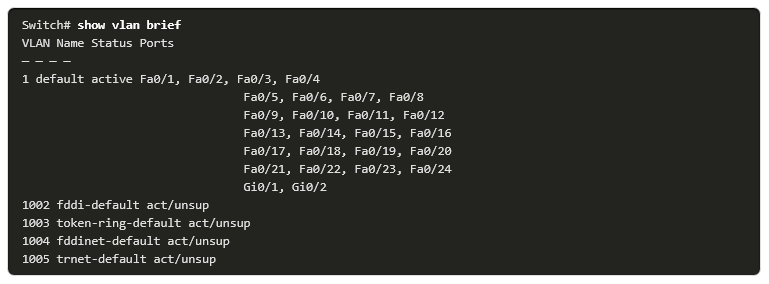 Switch# show vlan brief
VLAN Name Status Ports
— — — —
1 default active Fa0/1, Fa0/2, Fa0/3, Fa0/4
Fa0/5, Fa0/6, Fa0/7, Fa0/8
Fa0/9, Fa0/10, Fa0/11, Fa0/12
Fa0/13, Fa0/14, Fa0/15, Fa0/16
Fa0/17, Fa0/18, Fa0/19, Fa0/20
Fa0/21, Fa0/22, Fa0/23, Fa0/24
Gi0/1, Gi0/2
1002 fddi-default act/unsup
1003 token-ring-default act/unsup
1004 fddinet-default act/unsup
1005 trnet-default act/unsup